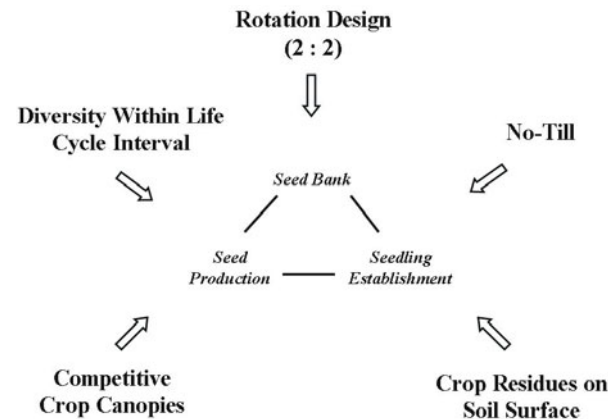 Rotation Design
(2 : 2)
Diversity Within Life
Cycle Interval
No-Till
Seed Bank
Seed
Production
Seedling
Establishment
Competitive
Crop Canopies
Crop Residues on
Soil Surface